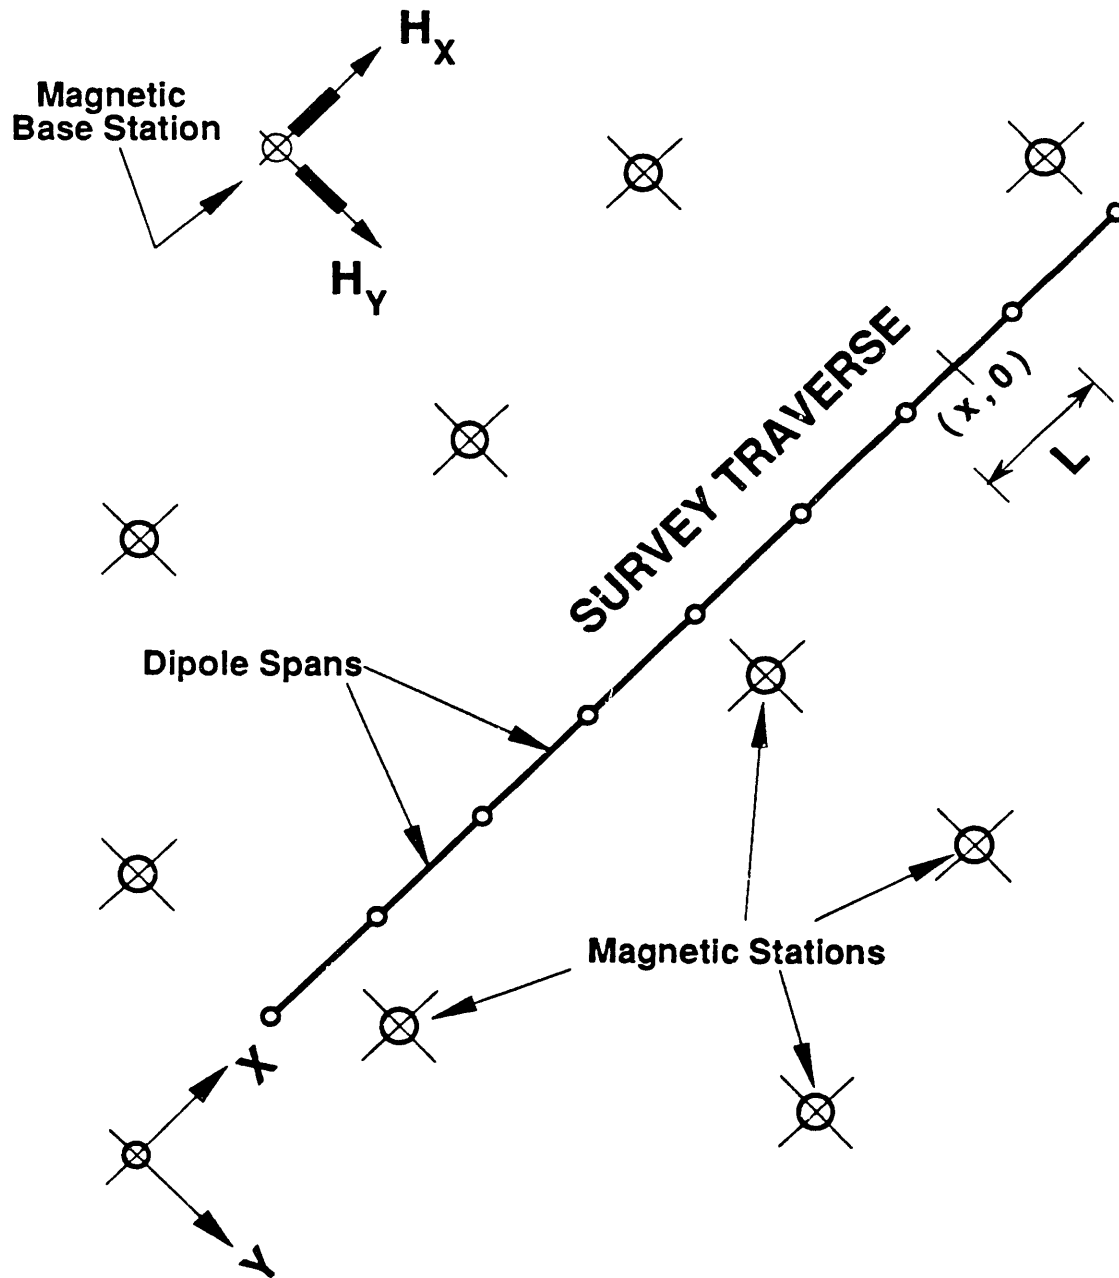 H_X
Magnetic
Base Station
H_Y
SURVEY TRAVERSE
(x,0)
L
Dipole Spans
Magnetic Stations
X
Y